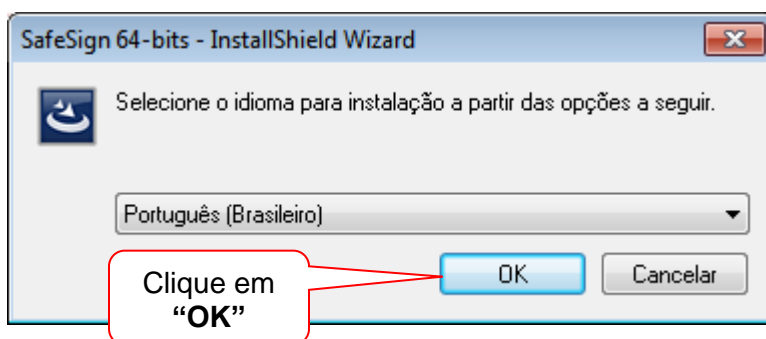 SafeSign 64-bits - InstallShield Wizard
Selecione o idioma para instalação a partir das opções a seguir.
Português (Brasileiro)
OK
Cancelar
Clique em
“OK”